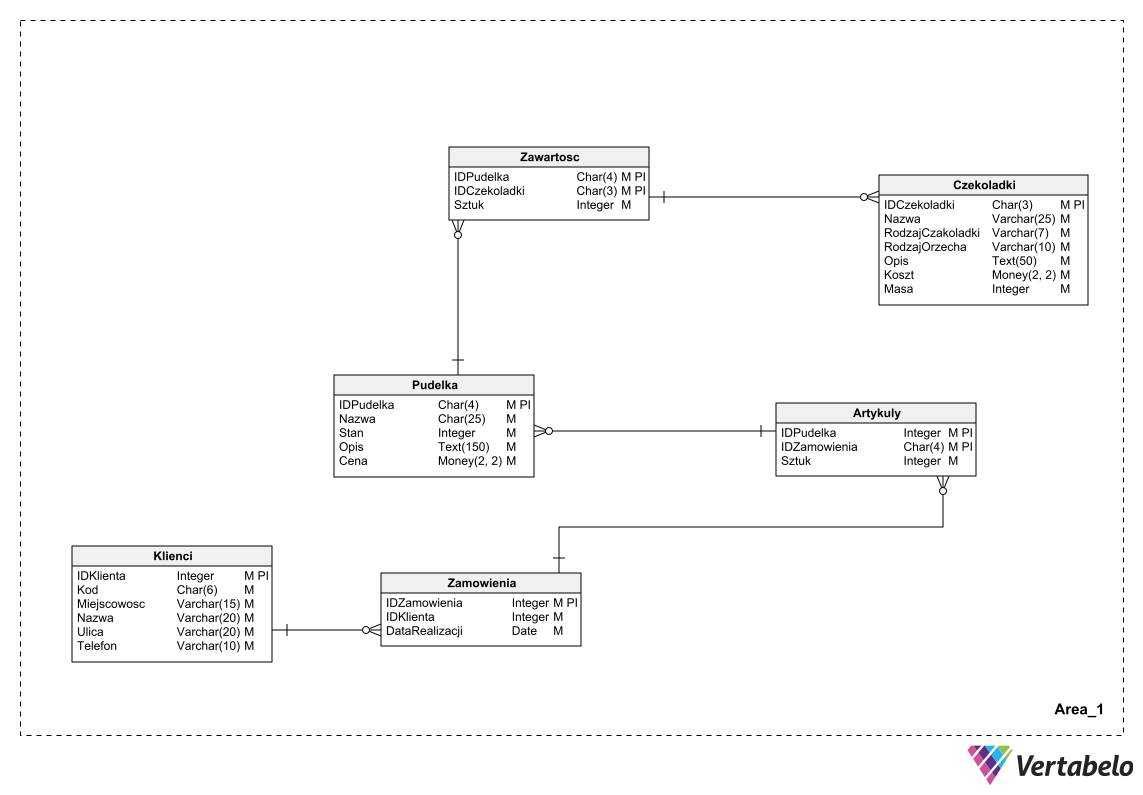 Zawartosc
IDPudelka Char(4) M PI
IDCzekoladki Char(3) M PI
Sztuk Integer M
Czekoladki
IDCzekoladki Char(3) M PI
Nazwa Varchar(25) M
RodzajCzakoladki Varchar(7) M
RodzajOrzecha Varchar(10) M
Opis Text(50) M
Koszt Money(2, 2) M
Masa Integer M
Pudelka
IDPudelka Char(4) M PI
Nazwa Char(25) M
Stan Integer M
Opis Text(150) M
Cena Money(2, 2) M
Artykuly
IDPudelka Integer M PI
IDZamowienia Char(4) M PI
Sztuk Integer M
Klienci
IDKlienta Integer M PI
Kod Char(6) M
Miejscowosc Varchar(15) M
Nazwa Varchar(20) M
Ulica Varchar(20) M
Telefon Varchar(10) M
Zamowienia
IDZamowienia Integer M PI
IDKlienta Integer M
DataRealizacji Date M
Area_1
Vertabelo